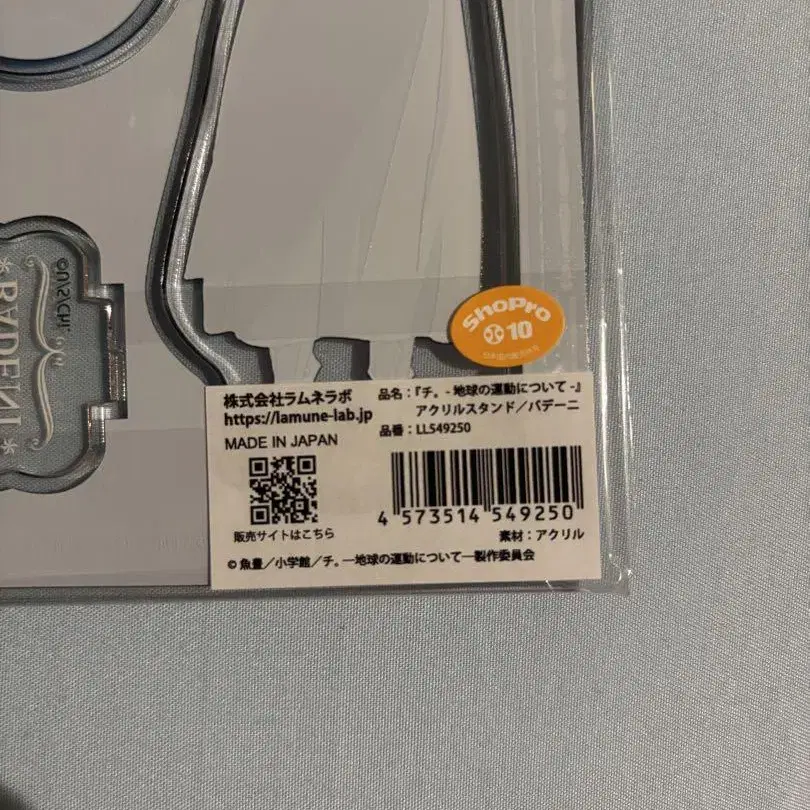 ©U/S/CHI.
BADENI
ShoPro
10
株式会社ラムネラボ
https://lamune-lab.jp
MADE IN JAPAN
販売サイトはこちら
品名：『チ。-地球の運動について-』
アクリルスタンド／バデーニ
品番：LL549250
4 573514 549250
素材：アクリル
© 魚豊／小学館／チ。―地球の運動について―製作委員会